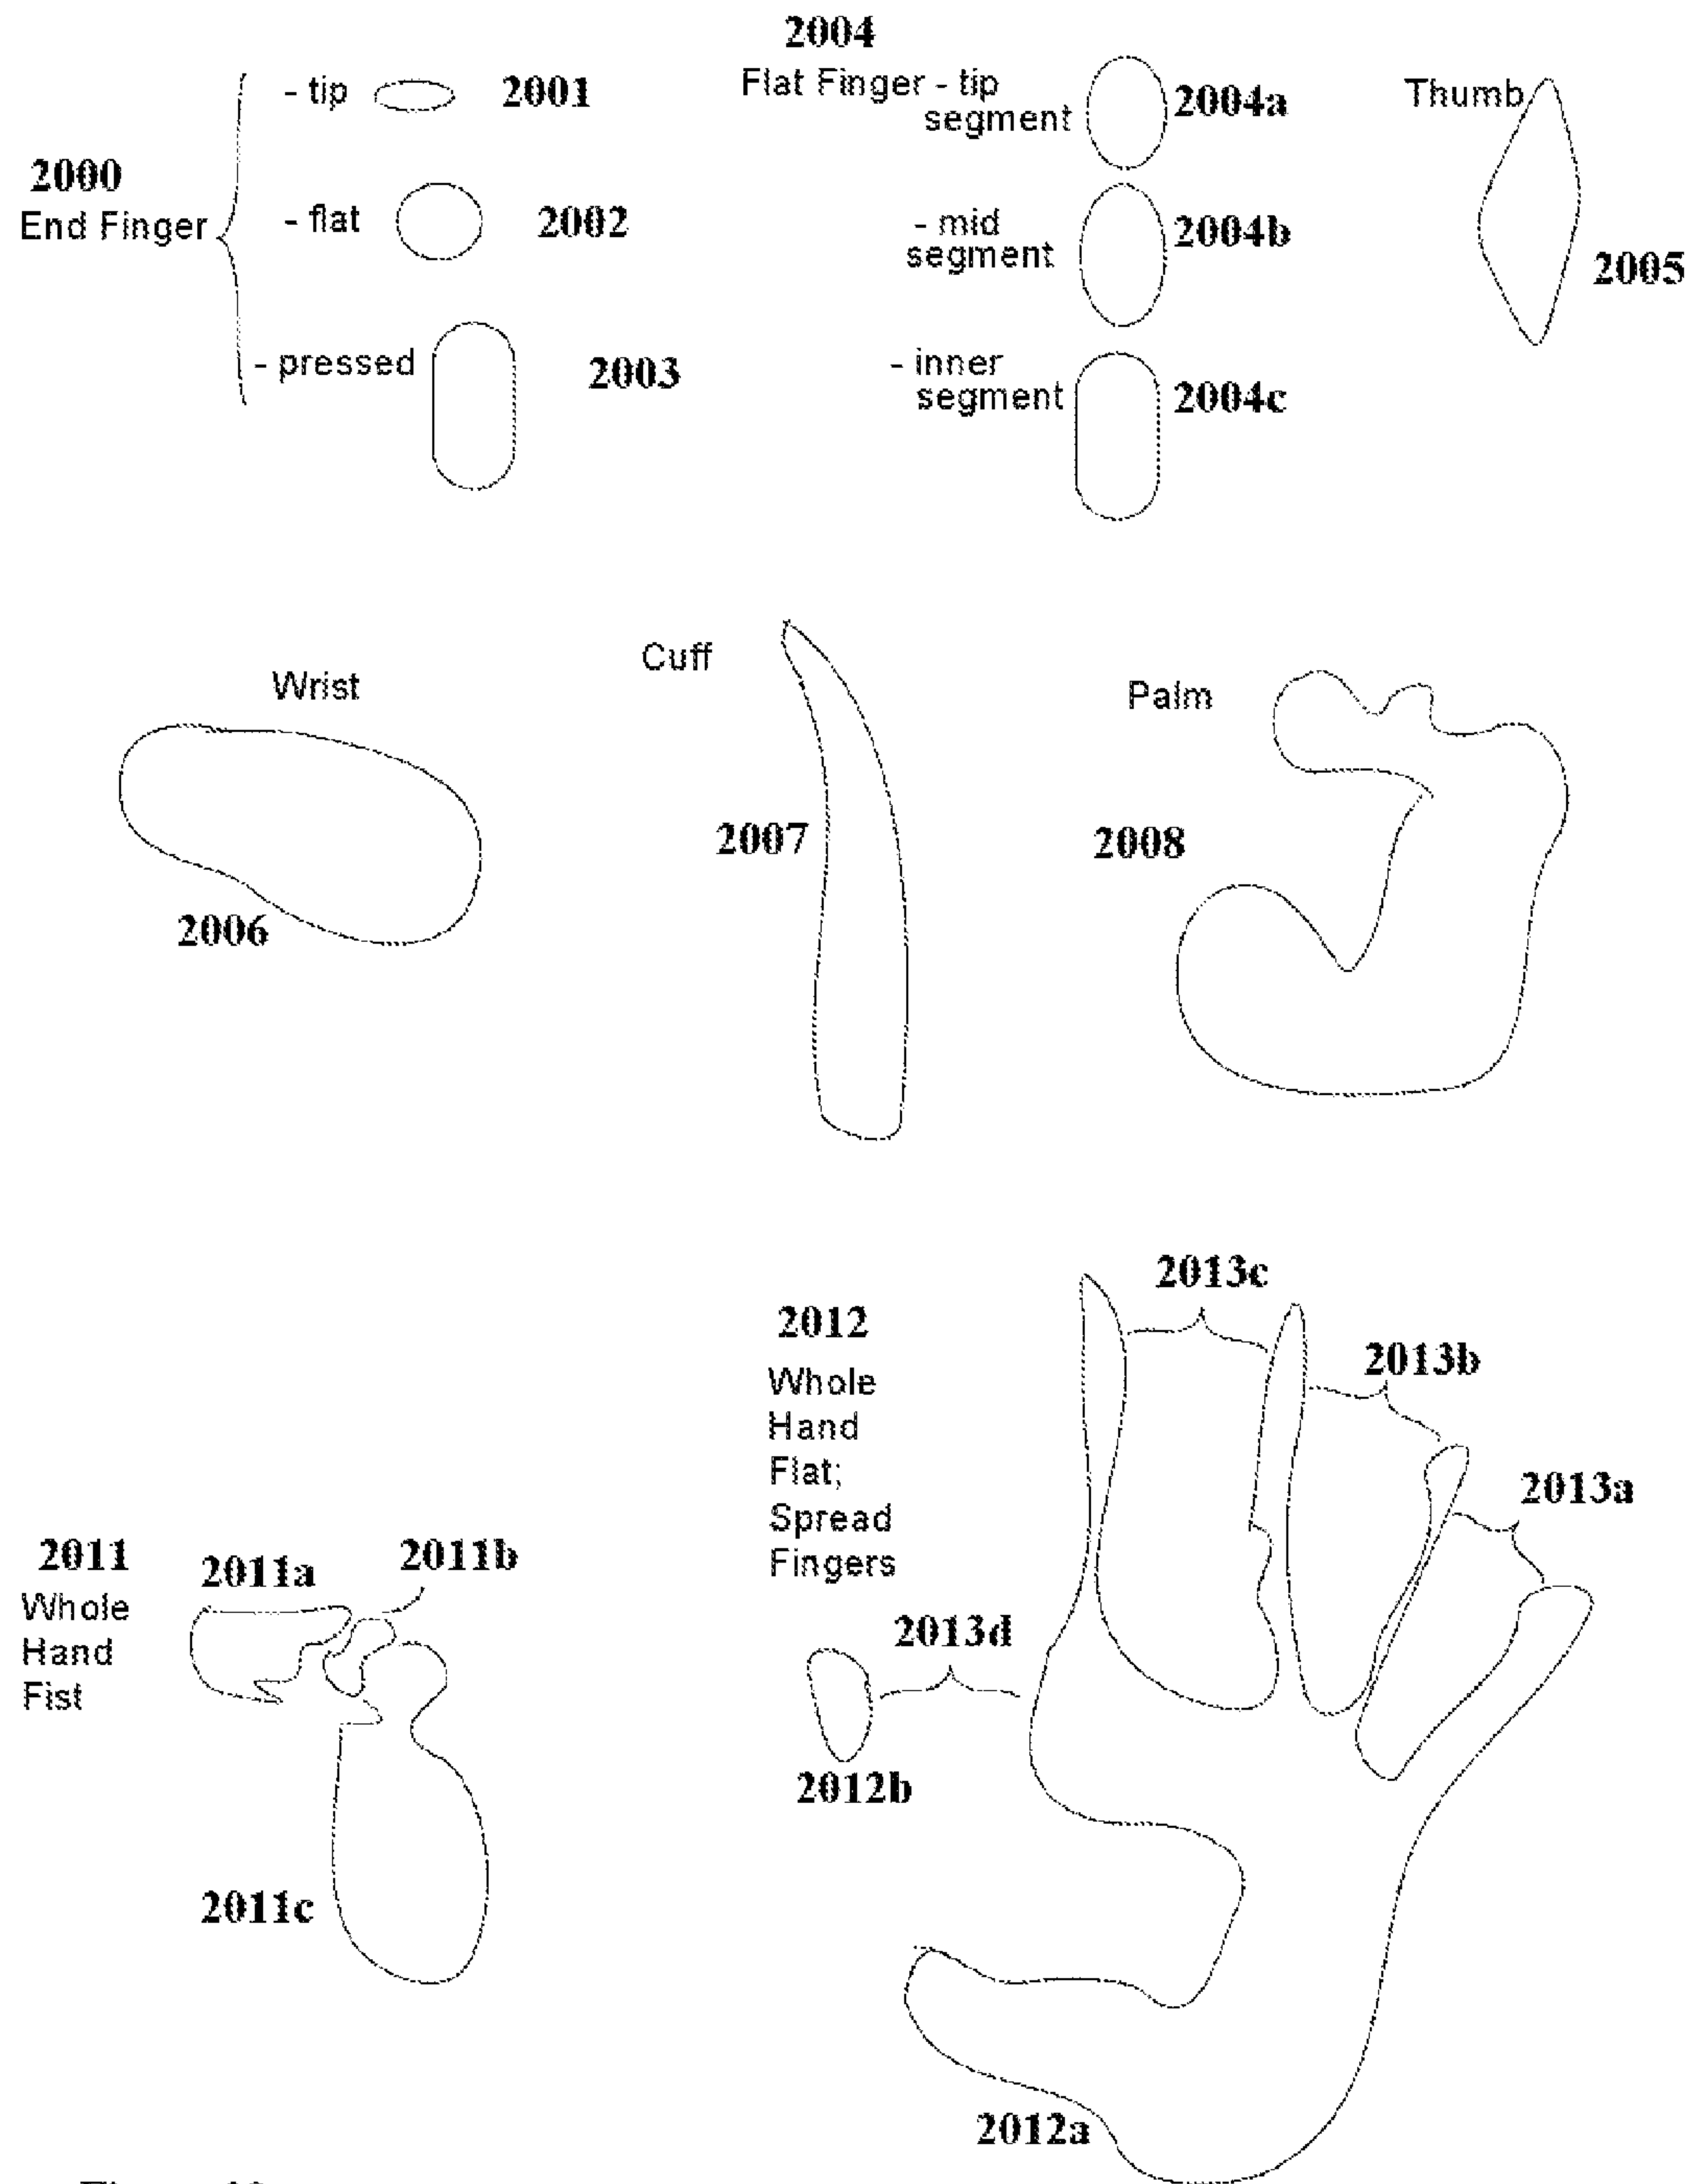 2000
End Finger
- tip 2001
- flat 2002
- pressed 2003
2004
Flat Finger - tip
segment 2004a
- mid
segment 2004b
- inner
segment 2004c
Thumb
2005
Wrist
2006
Cuff
2007
Palm
2008
2011
Whole
Hand
Fist
2011a
2011b
2011c
2012
Whole
Hand
Flat;
Spread
Fingers
2013c
2013b
2013a
2013d
2012b
2012a